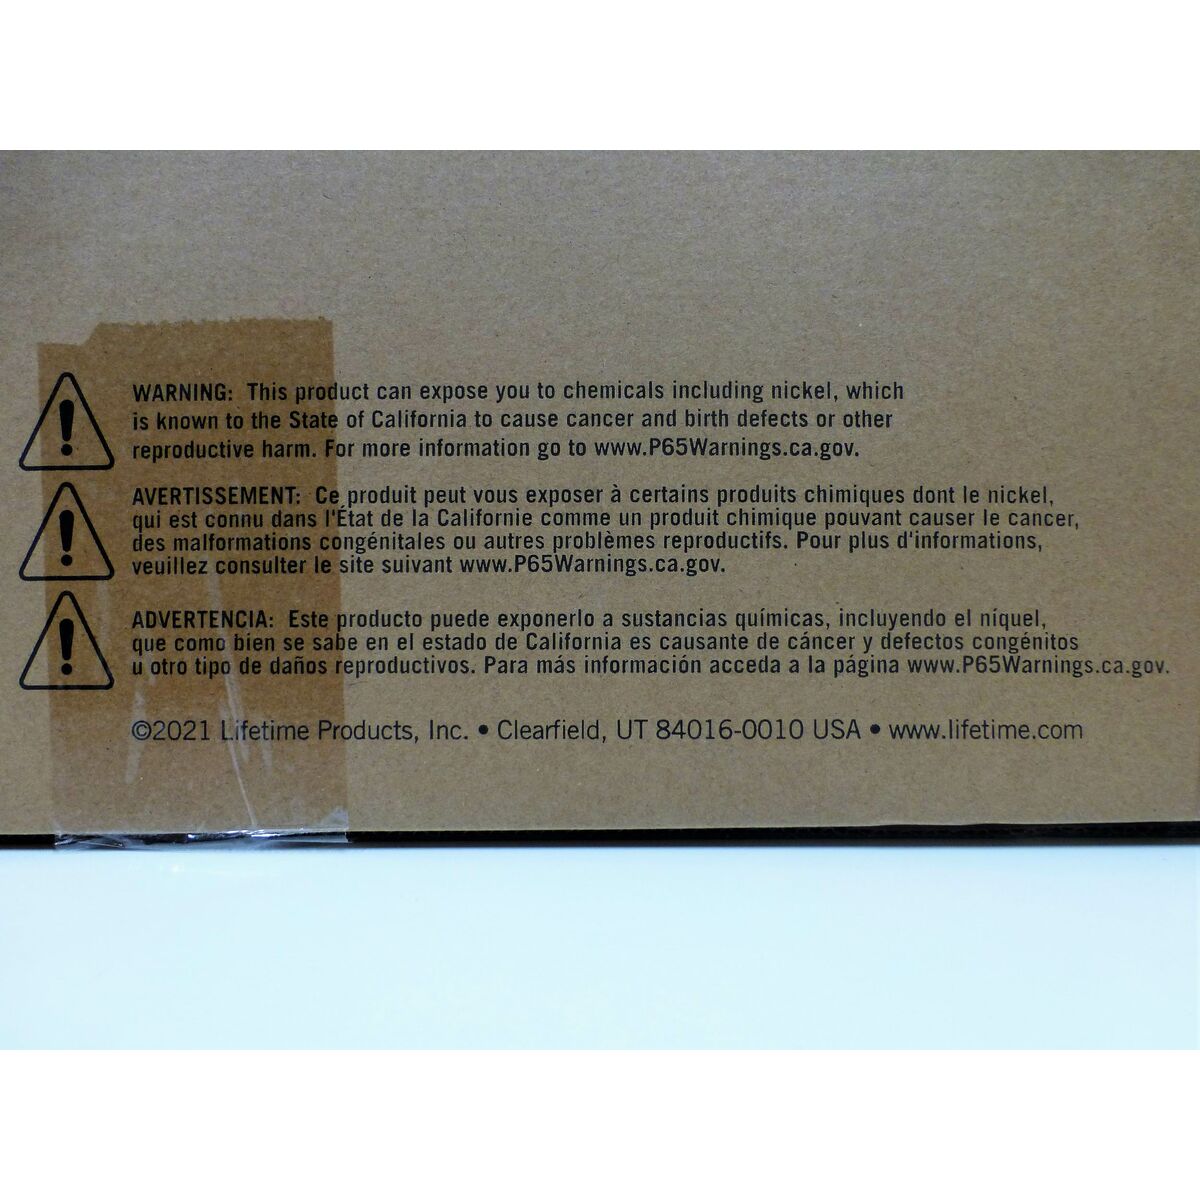 WARNING: This product can expose you to chemicals including nickel, which
is known to the State of California to cause cancer and birth defects or other
reproductive harm. For more information go to www.P65Warnings.ca.gov.
AVERTISSEMENT: Ce produit peut vous exposer à certains produits chimiques dont le nickel,
qui est connu dans l'État de la Californie comme un produit chimique pouvant causer le cancer,
des malformations congénitales ou autres problèmes reproductifs. Pour plus d'informations,
veuillez consulter le site suivant www.P65Warnings.ca.gov.
ADVERTENCIA: Este producto puede exponerlo a sustancias químicas, incluyendo el níquel,
que como bien se sabe en el estado de California es causante de cáncer y defectos congénitos
u otro tipo de daños reproductivos. Para más información acceda a la página www.P65Warnings.ca.gov.
©2021 Lifetime Products, Inc. • Clearfield, UT 84016-0010 USA • www.lifetime.com